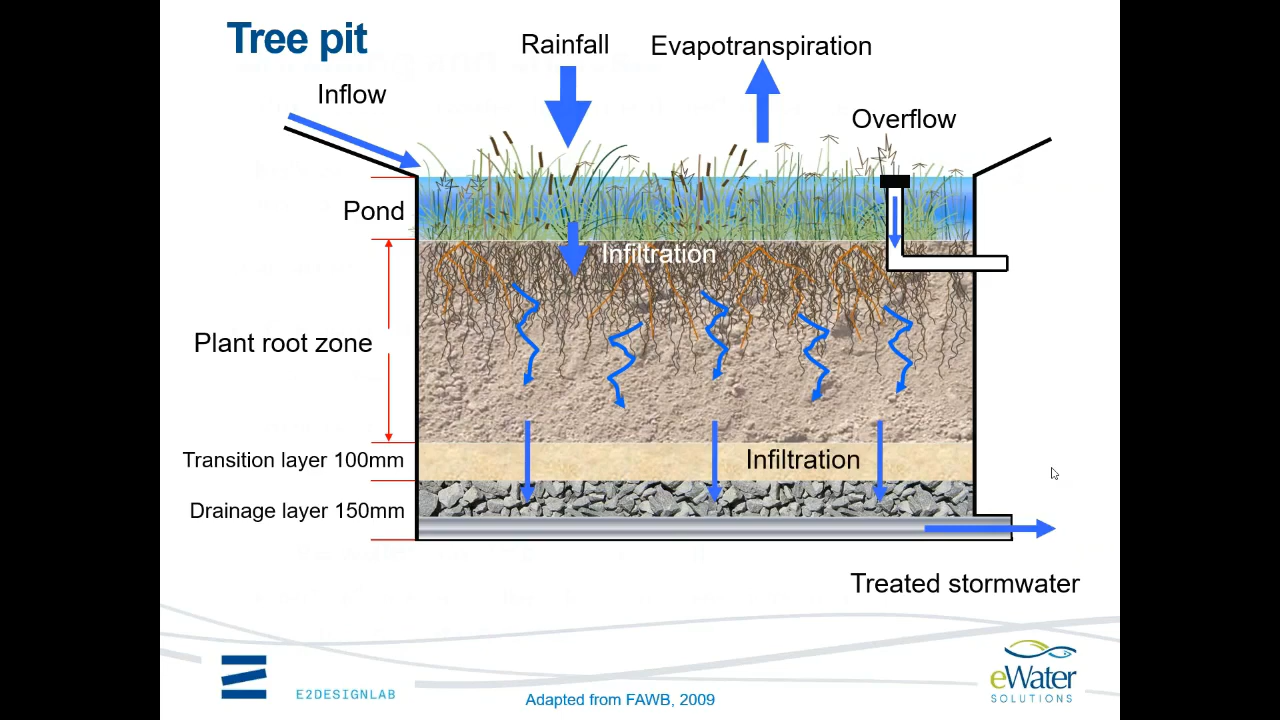 Tree pit
Rainfall
Evapotranspiration
Inflow
Overflow
Pond
Infiltration
Plant root zone
Transition layer 100mm
Infiltration
Drainage layer 150mm
Treated stormwater
E2DESIGNLAB
Adapted from FAWB, 2009
eWater
SOLUTIONS